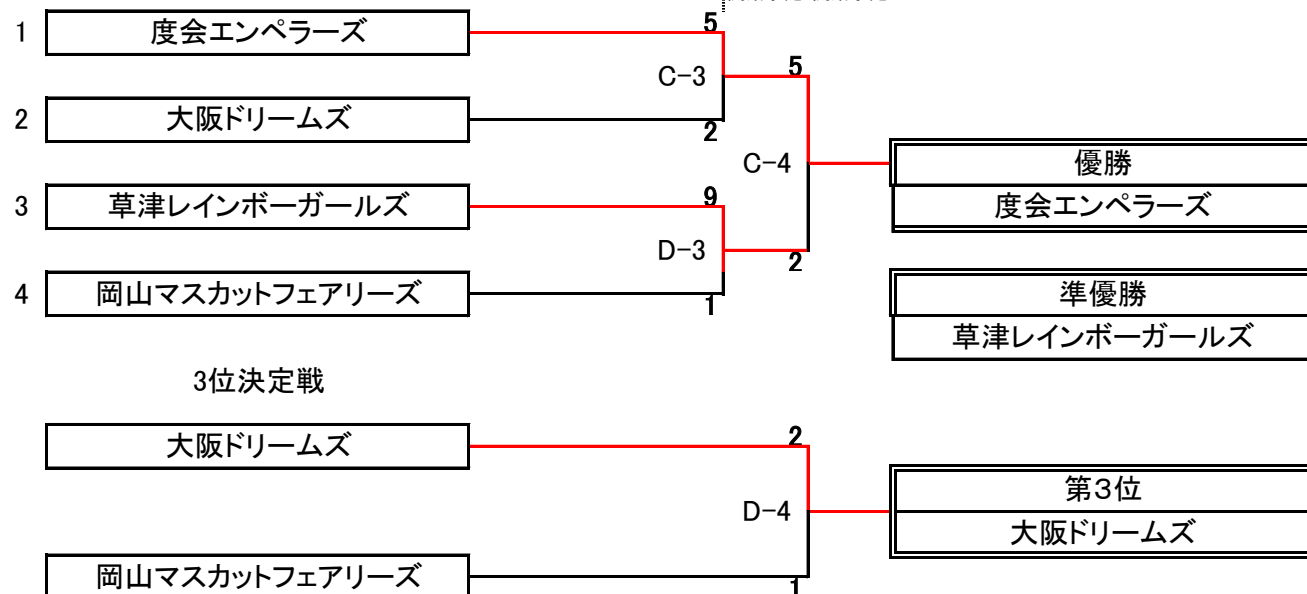 1 度会エンペラーズ 5
C-3 5
2 大阪ドリームズ 2
C-4 優勝
3 草津レインボーガールズ 9 度会エンペラーズ
D-3 2
4 岡山マスカットフェアリーズ 1 準優勝
草津レインボーガールズ
3位決定戦
大阪ドリームズ 2
第3位
D-4 大阪ドリームズ
岡山マスカットフェアリーズ 1